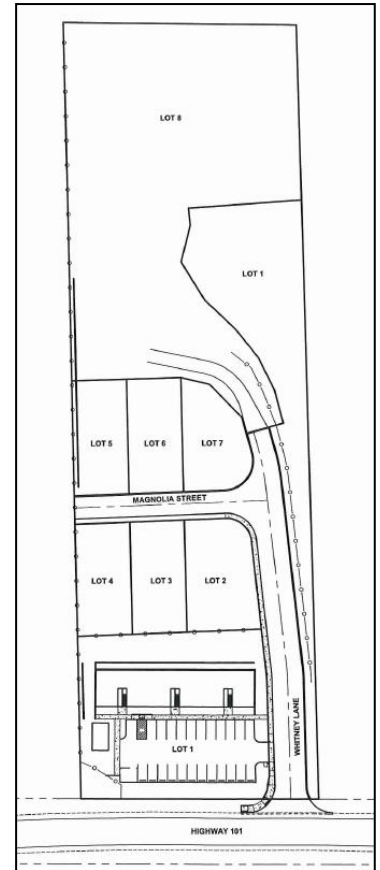 LOT 8
LOT 1
LOT 5
LOT 6
LOT 7
MAGNOLIA STREET
LOT 4
LOT 3
LOT 2
LOT 1
WHITNEY LANE
HIGHWAY 101